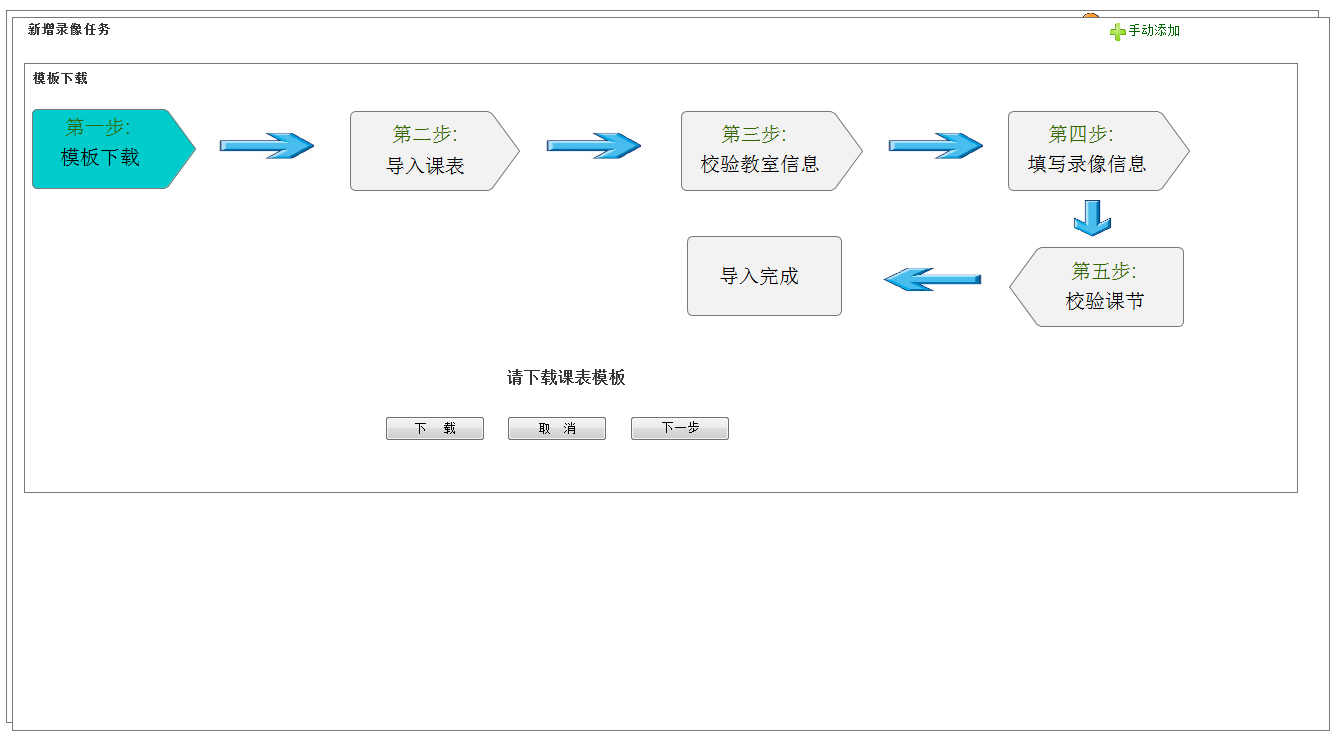 新增录像任务
手动添加
模板下载
第一步:
模板下载
第二步:
导入课表
第三步:
校验教室信息
第四步:
填写录像信息
第五步:
校验课节
导入完成
请下载课表模板
下 载
取 消
下一步